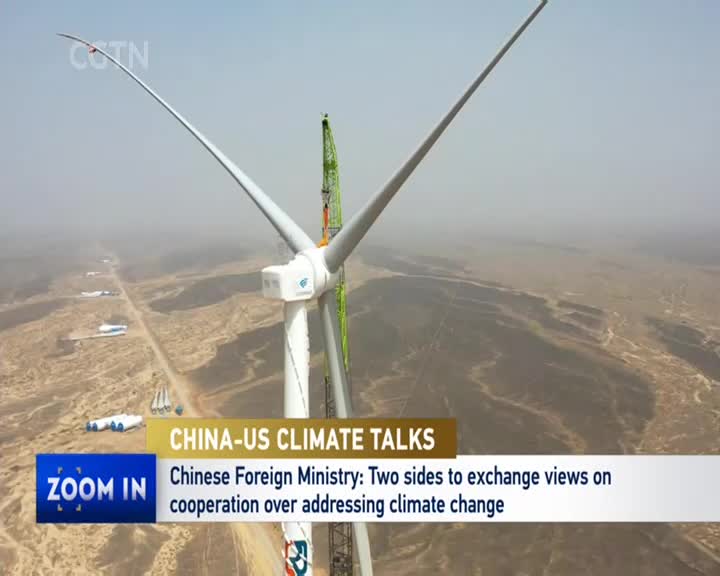 CGTN
CHINA-US CLIMATE TALKS
ZOOM IN
Chinese Foreign Ministry: Two sides to exchange views on
cooperation over addressing climate change